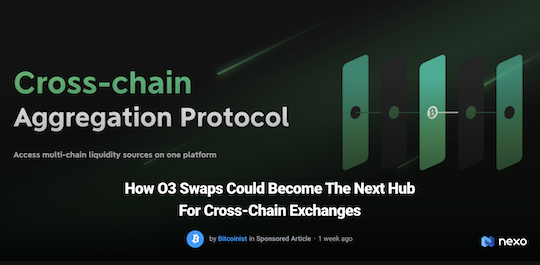 Cross-chain
Aggregation Protocol
Access multi-chain liquidity sources on one platform
How O3 Swaps Could Become The Next Hub
For Cross-Chain Exchanges
by Bitcoinist in Sponsored Article · 1 week ago
nexo